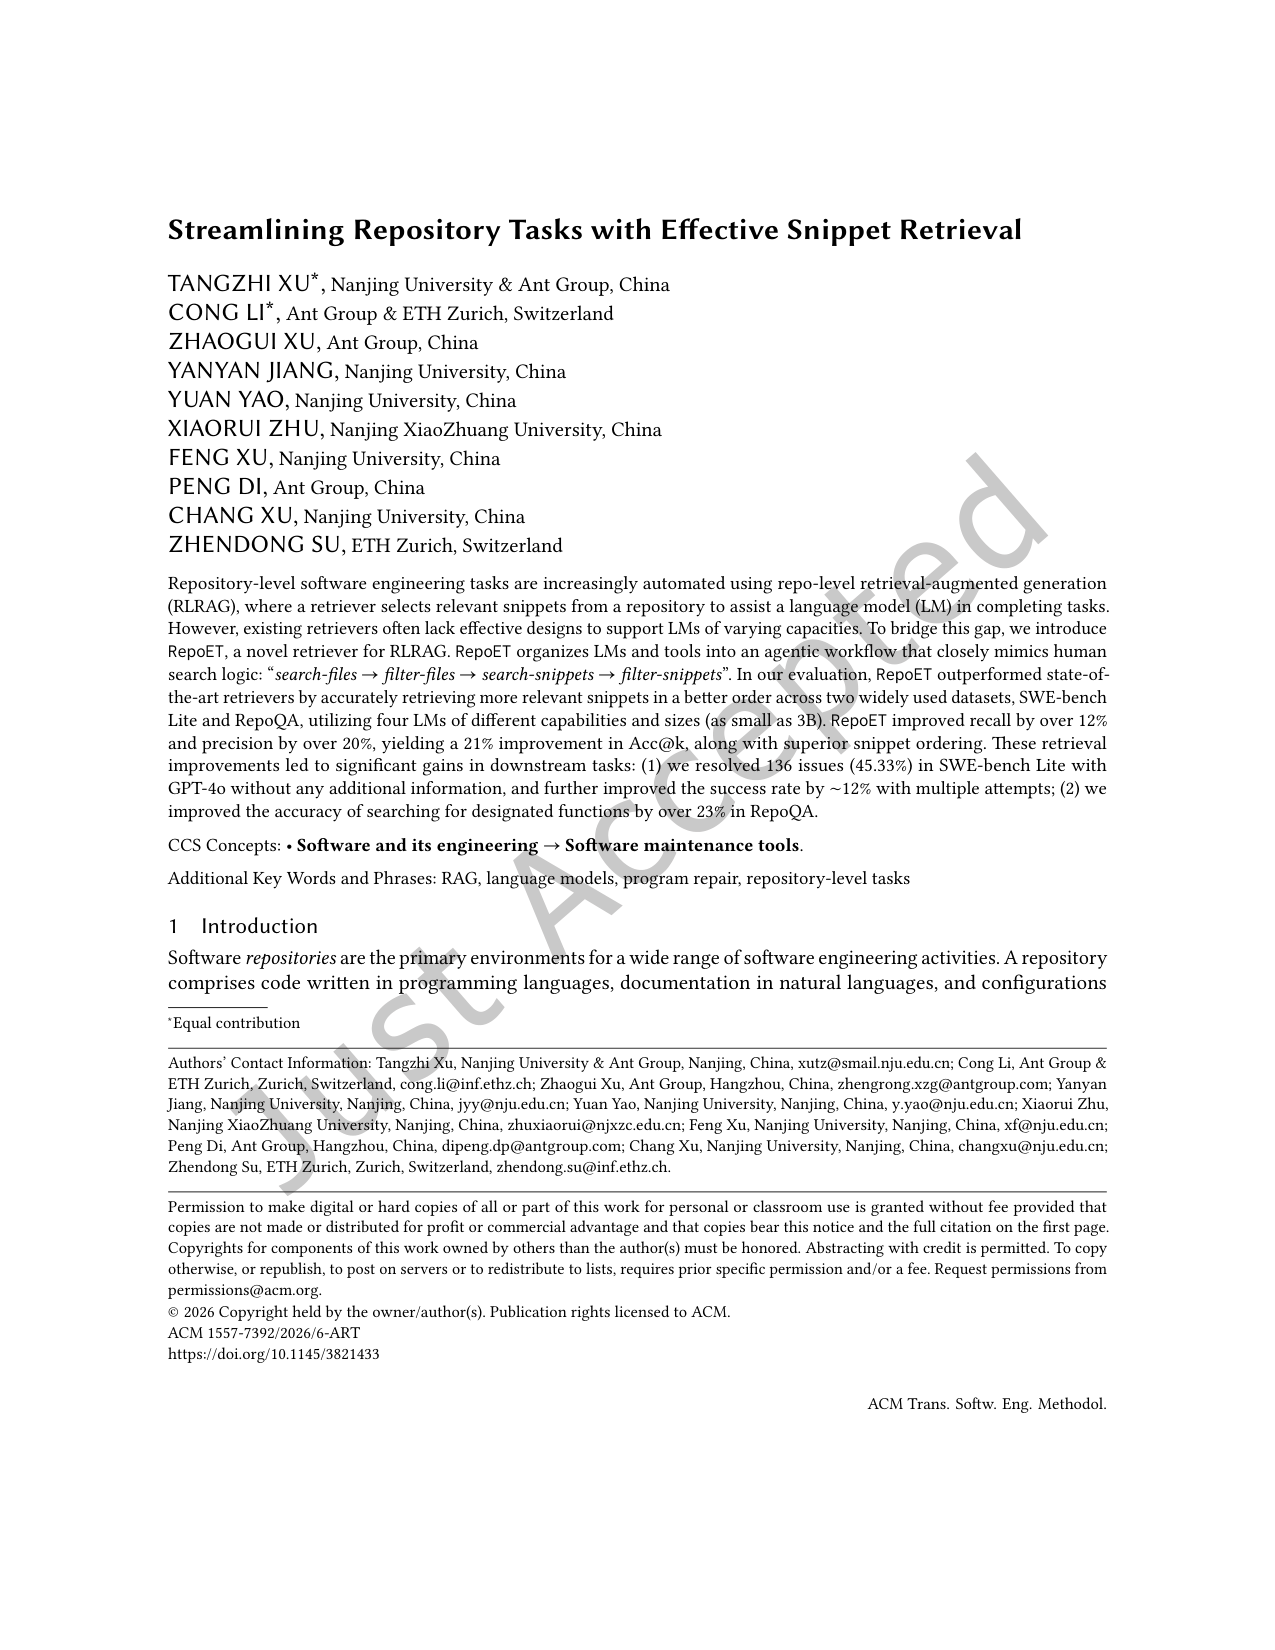 Streamlining Repository Tasks with Effective Snippet Retrieval
TANGZHI XU*, Nanjing University & Ant Group, China
CONG LI*, Ant Group & ETH Zurich, Switzerland
ZHAOGUI XU, Ant Group, China
YANYAN JIANG, Nanjing University, China
YUAN YAO, Nanjing University, China
XIAORUI ZHU, Nanjing XiaoZhuang University, China
FENG XU, Nanjing University, China
PENG DI, Ant Group, China
CHANG XU, Nanjing University, China
ZHENDONG SU, ETH Zurich, Switzerland
Repository-level software engineering tasks are increasingly automated using repo-level retrieval-augmented generation
(RLRAG), where a retriever selects relevant snippets from a repository to assist a language model (LM) in completing tasks.
However, existing retrievers often lack effective designs to support LMs of varying capacities. To bridge this gap, we introduce
RepoET, a novel retriever for RLRAG. RepoET organizes LMs and tools into an agentic workflow that closely mimics human
search logic: “search-files → filter-files → search-snippets → filter-snippets”. In our evaluation, RepoET outperformed state-of-
the-art retrievers by accurately retrieving more relevant snippets in a better order across two widely used datasets, SWE-bench
Lite and RepoQA, utilizing four LMs of different capabilities and sizes (as small as 3B). RepoET improved recall by over 12%
and precision by over 20%, yielding a 21% improvement in Acc@k, along with superior snippet ordering. These retrieval
improvements led to significant gains in downstream tasks: (1) we resolved 136 issues (45.33%) in SWE-bench Lite with
GPT-4o without any additional information, and further improved the success rate by ~12% with multiple attempts; (2) we
improved the accuracy of searching for designated functions by over 23% in RepoQA.
CCS Concepts: • Software and its engineering → Software maintenance tools.
Additional Key Words and Phrases: RAG, language models, program repair, repository-level tasks
1 Introduction
Software repositories are the primary environments for a wide range of software engineering activities. A repository
comprises code written in programming languages, documentation in natural languages, and configurations
*Equal contribution
Authors’ Contact Information: Tangzhi Xu, Nanjing University & Ant Group, Nanjing, China, xutz@smail.nju.edu.cn; Cong Li, Ant Group &
ETH Zurich, Zurich, Switzerland, cong.li@inf.ethz.ch; Zhaogui Xu, Ant Group, Hangzhou, China, zhengrong.xzg@antgroup.com; Yanyan
Jiang, Nanjing University, Nanjing, China, jyy@nju.edu.cn; Yuan Yao, Nanjing University, Nanjing, China, y.yao@nju.edu.cn; Xiaorui Zhu,
Nanjing XiaoZhuang University, Nanjing, China, zhuxiaorui@njxzc.edu.cn; Feng Xu, Nanjing University, Nanjing, China, xf@nju.edu.cn;
Peng Di, Ant Group, Hangzhou, China, dipeng.dp@antgroup.com; Chang Xu, Nanjing University, Nanjing, China, changxu@nju.edu.cn;
Zhendong Su, ETH Zurich, Zurich, Switzerland, zhendong.su@inf.ethz.ch.
Permission to make digital or hard copies of all or part of this work for personal or classroom use is granted without fee provided that
copies are not made or distributed for profit or commercial advantage and that copies bear this notice and the full citation on the first page.
Copyrights for components of this work owned by others than the author(s) must be honored. Abstracting with credit is permitted. To copy
otherwise, or republish, to post on servers or to redistribute to lists, requires prior specific permission and/or a fee. Request permissions from
permissions@acm.org.
© 2026 Copyright held by the owner/author(s). Publication rights licensed to ACM.
ACM 1557-7392/2026/6-ART
https://doi.org/10.1145/3821433
ACM Trans. Softw. Eng. Methodol.
Just Accepted